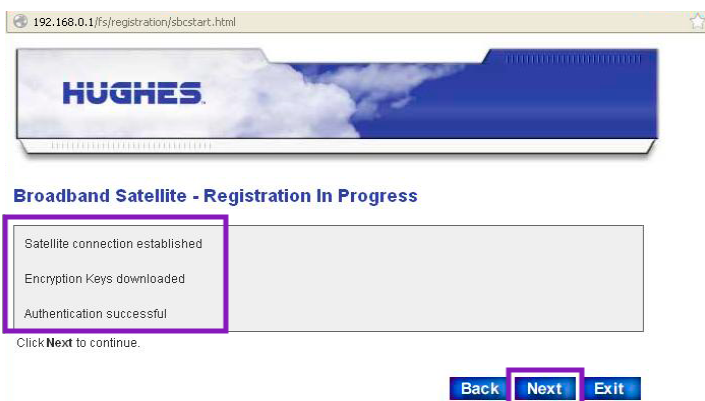 192.168.0.1/fs/registration/sbcstart.html
HUGHES.
Broadband Satellite - Registration In Progress
Satellite connection established
Encryption Keys downloaded
Authentication successful
Click Next to continue.
Back Next Exit